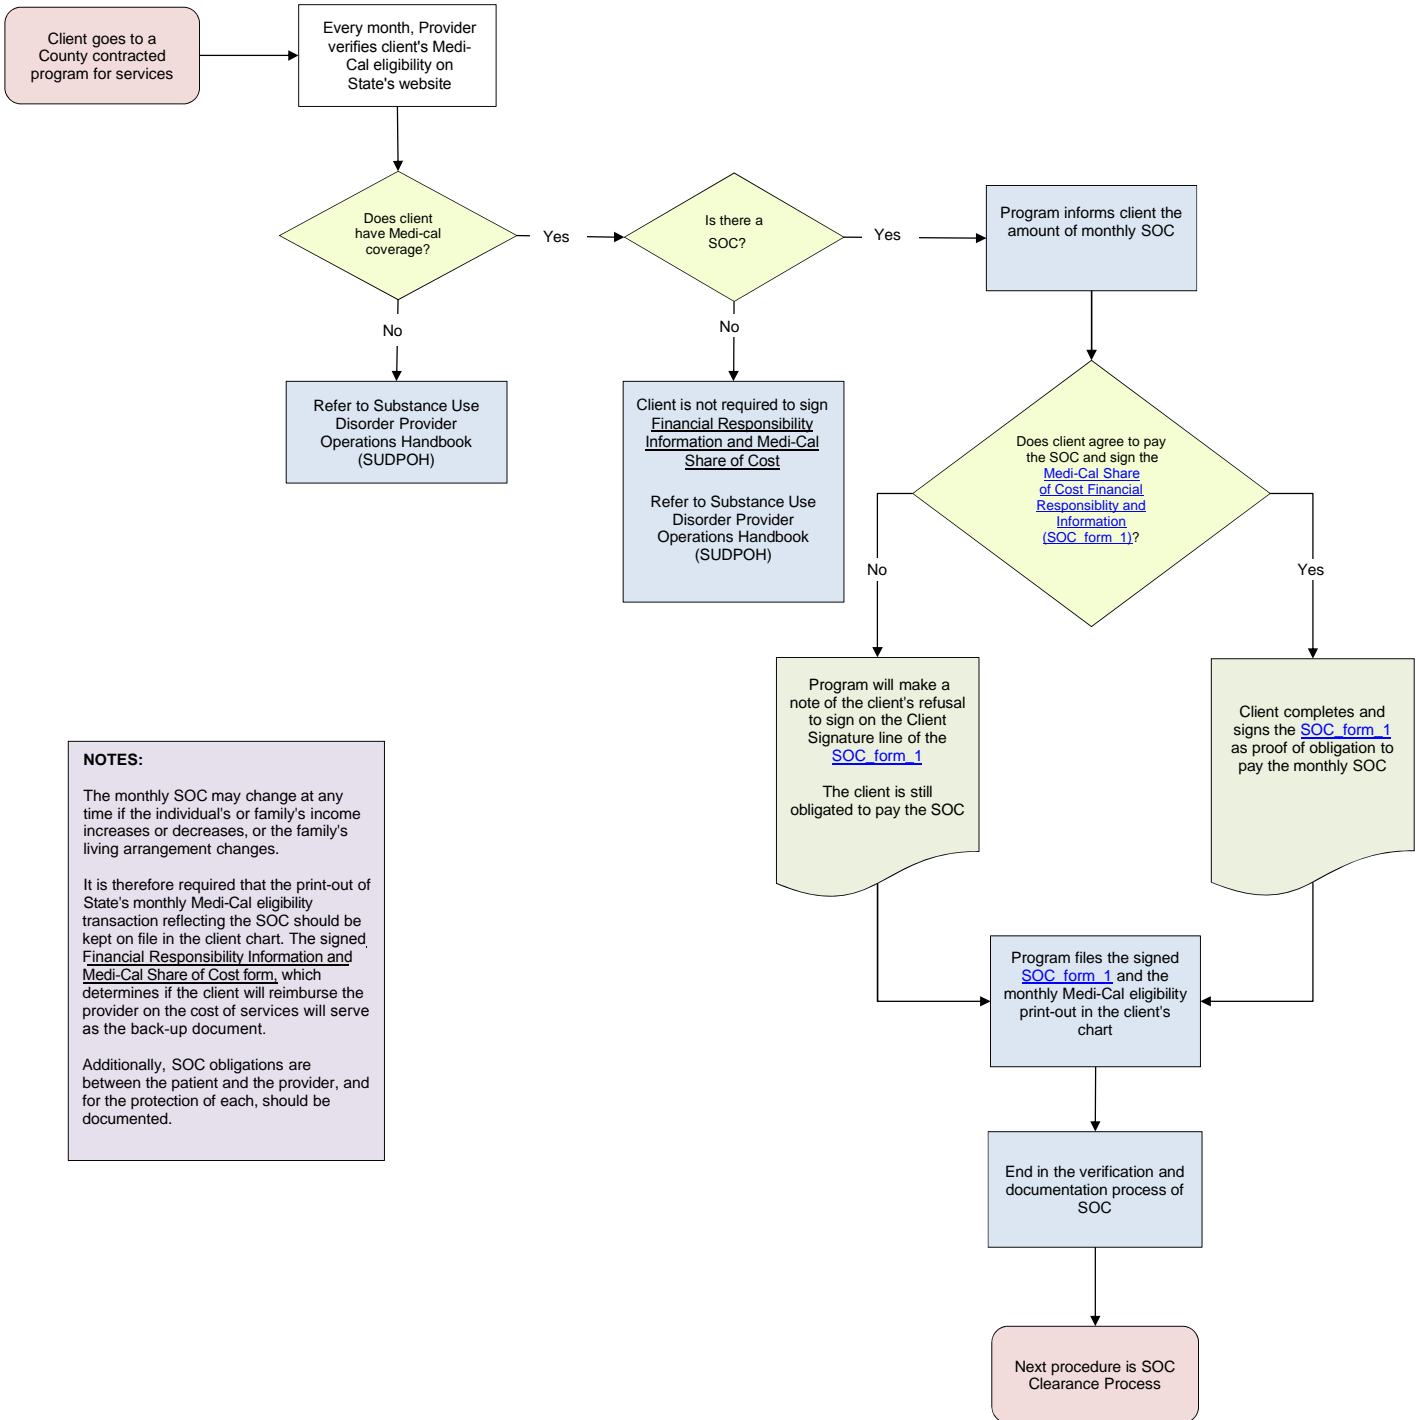 Client goes to a
County contracted
program for services
Every month, Provider
verifies client's Medi-
Cal eligibility on
State's website
Does client
have Medi-cal
coverage?
Yes
Is there a
SOC?
Yes
Program informs client the
amount of monthly SOC
No
No
Refer to Substance Use
Disorder Provider
Operations Handbook
(SUDPOH)
Client is not required to sign
Financial Responsibility
Information and Medi-Cal
Share of Cost
Refer to Substance Use
Disorder Provider
Operations Handbook
(SUDPOH)
Does client agree to pay
the SOC and sign the
Medi-Cal Share
of Cost Financial
Responsiblity and
Information
(SOC_form_1)?
No
Yes
Program will make a
note of the client's refusal
to sign on the Client
Signature line of the
SOC_form_1
The client is still
obligated to pay the SOC
Client completes and
signs the SOC_form_1
as proof of obligation to
pay the monthly SOC
NOTES:
The monthly SOC may change at any
time if the individual's or family's income
increases or decreases, or the family's
living arrangement changes.
It is therefore required that the print-out of
State's monthly Medi-Cal eligibility
transaction reflecting the SOC should be
kept on file in the client chart. The signed
Financial Responsibility Information and
Medi-Cal Share of Cost form, which
determines if the client will reimburse the
provider on the cost of services will serve
as the back-up document.
Additionally, SOC obligations are
between the patient and the provider, and
for the protection of each, should be
documented.
Program files the signed
SOC_form_1 and the
monthly Medi-Cal eligibility
print-out in the client's
chart
End in the verification and
documentation process of
SOC
Next procedure is SOC
Clearance Process